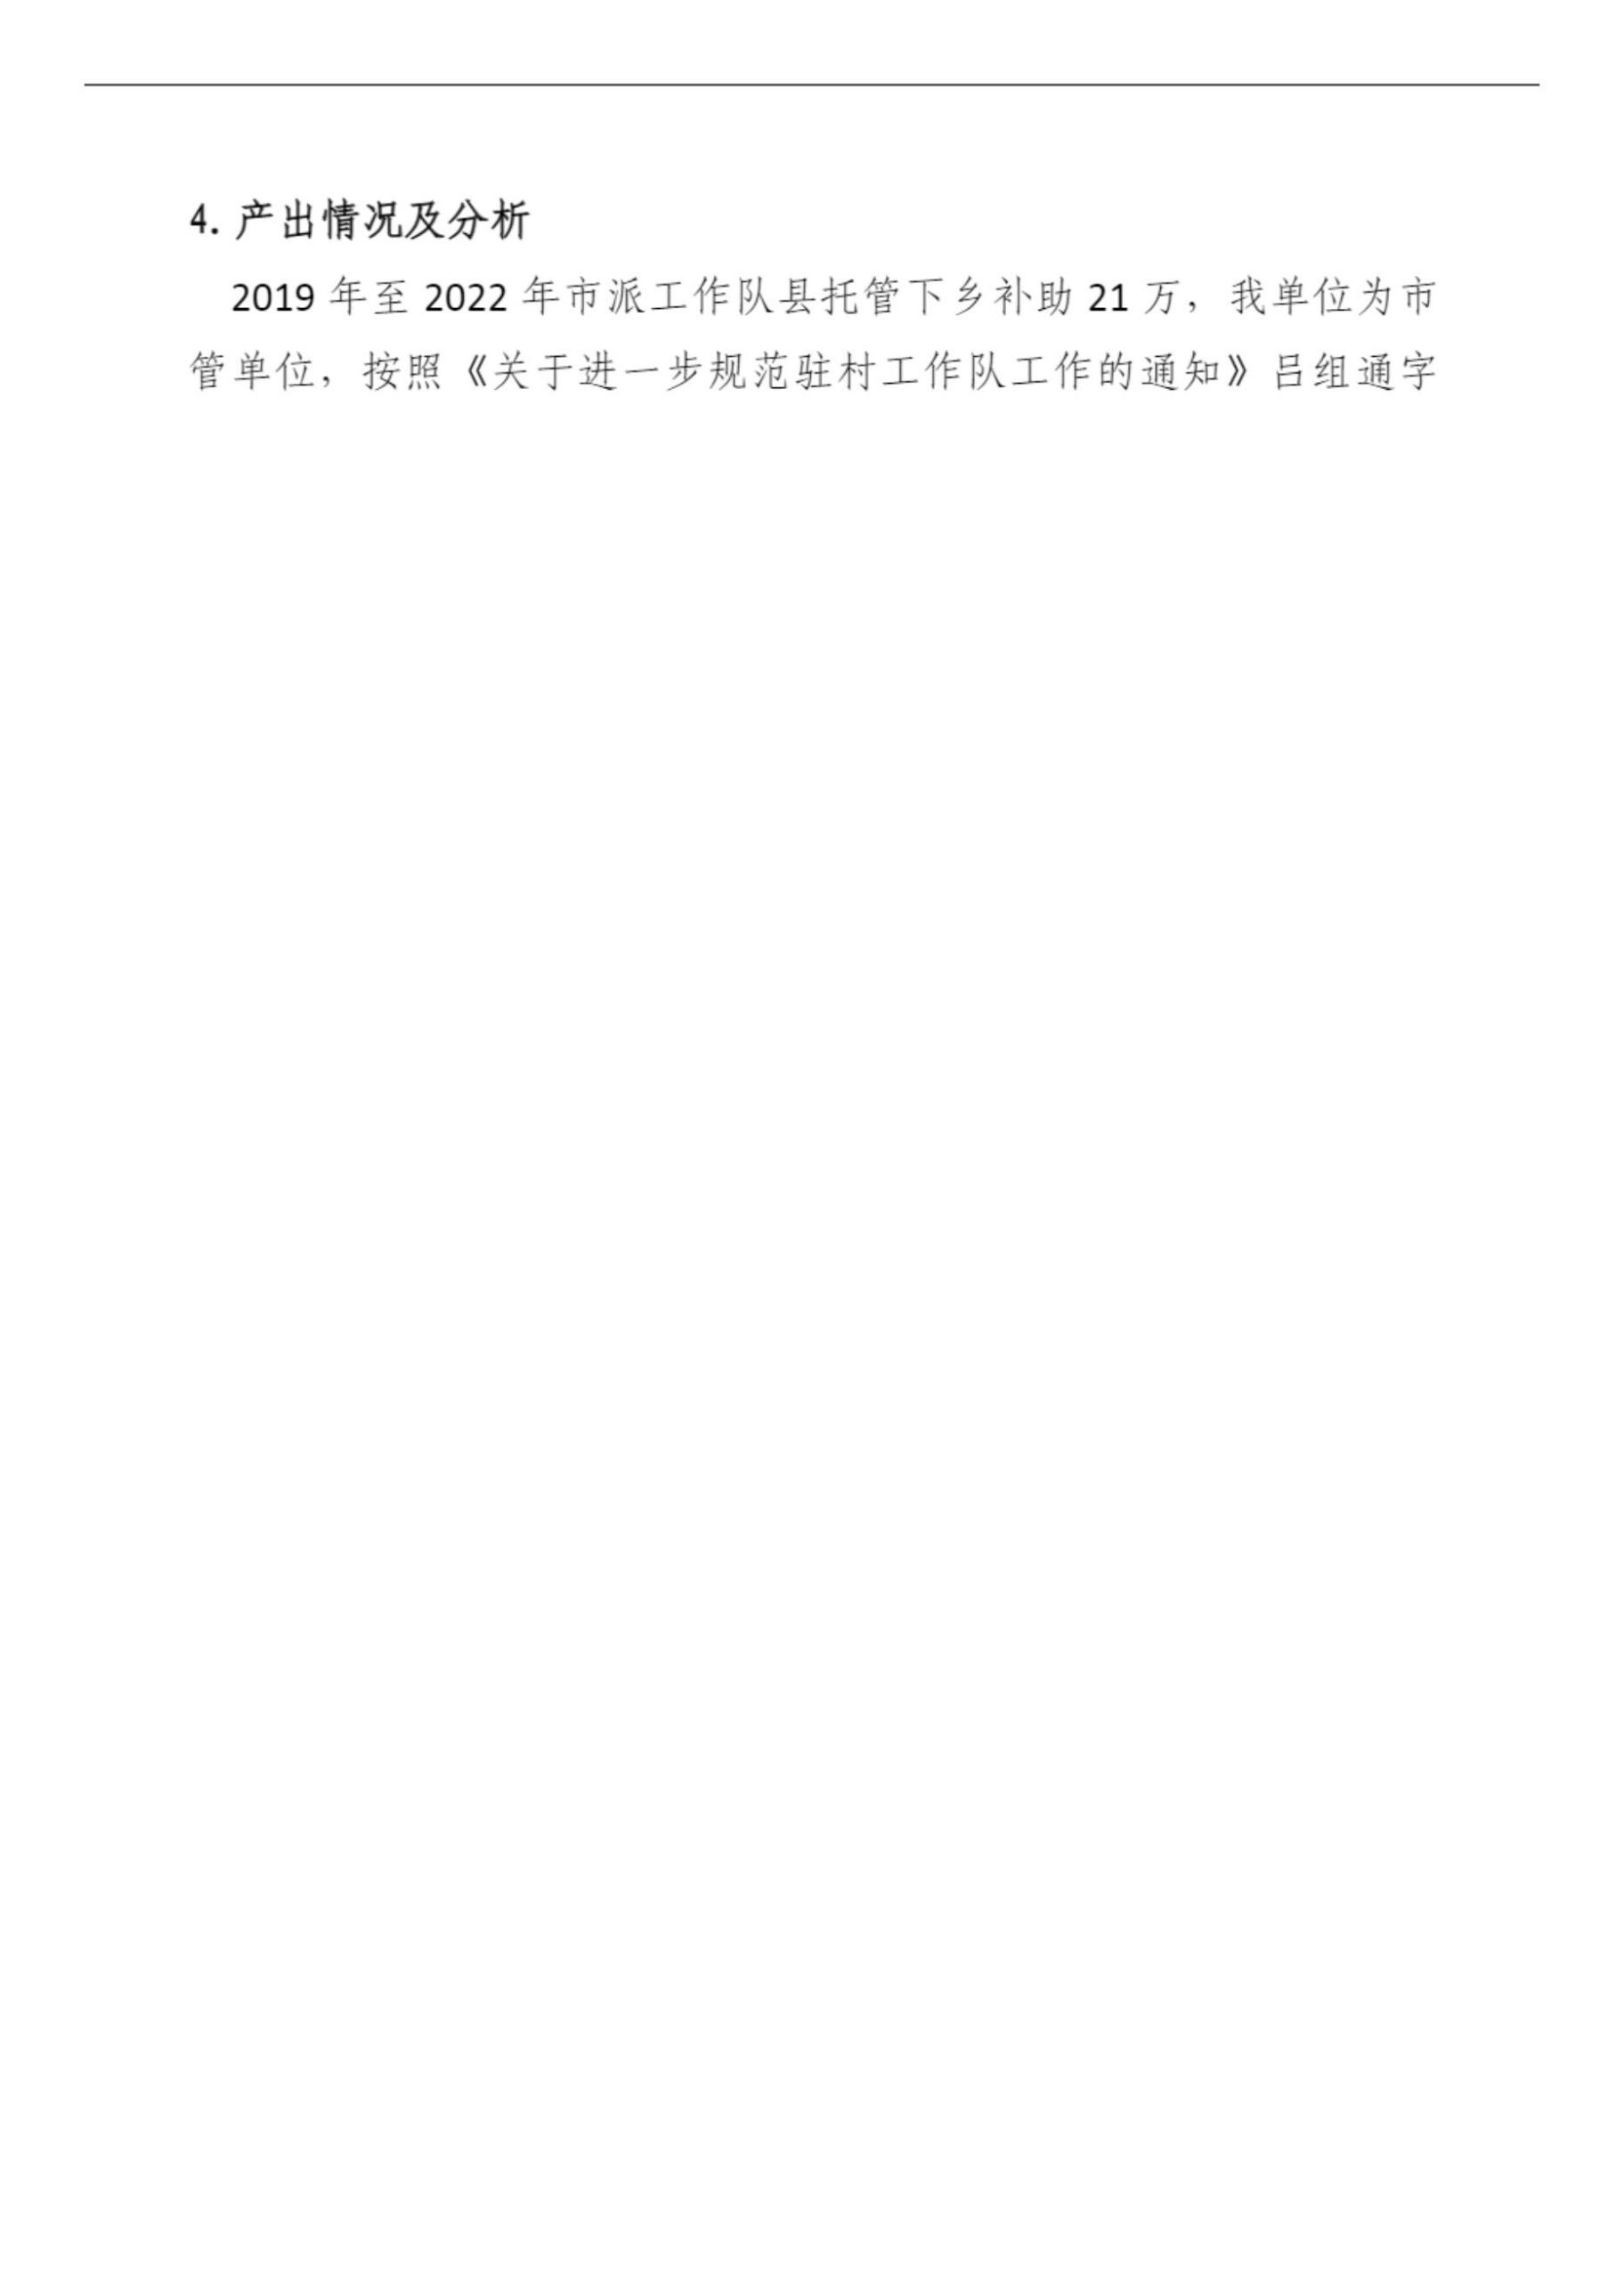 4. 产出情况及分析
2019 年至 2022 年市派工作队县托管下乡补助 21 万，我单位为市
管单位，按照《关于进一步规范驻村工作队工作的通知》吕组通字